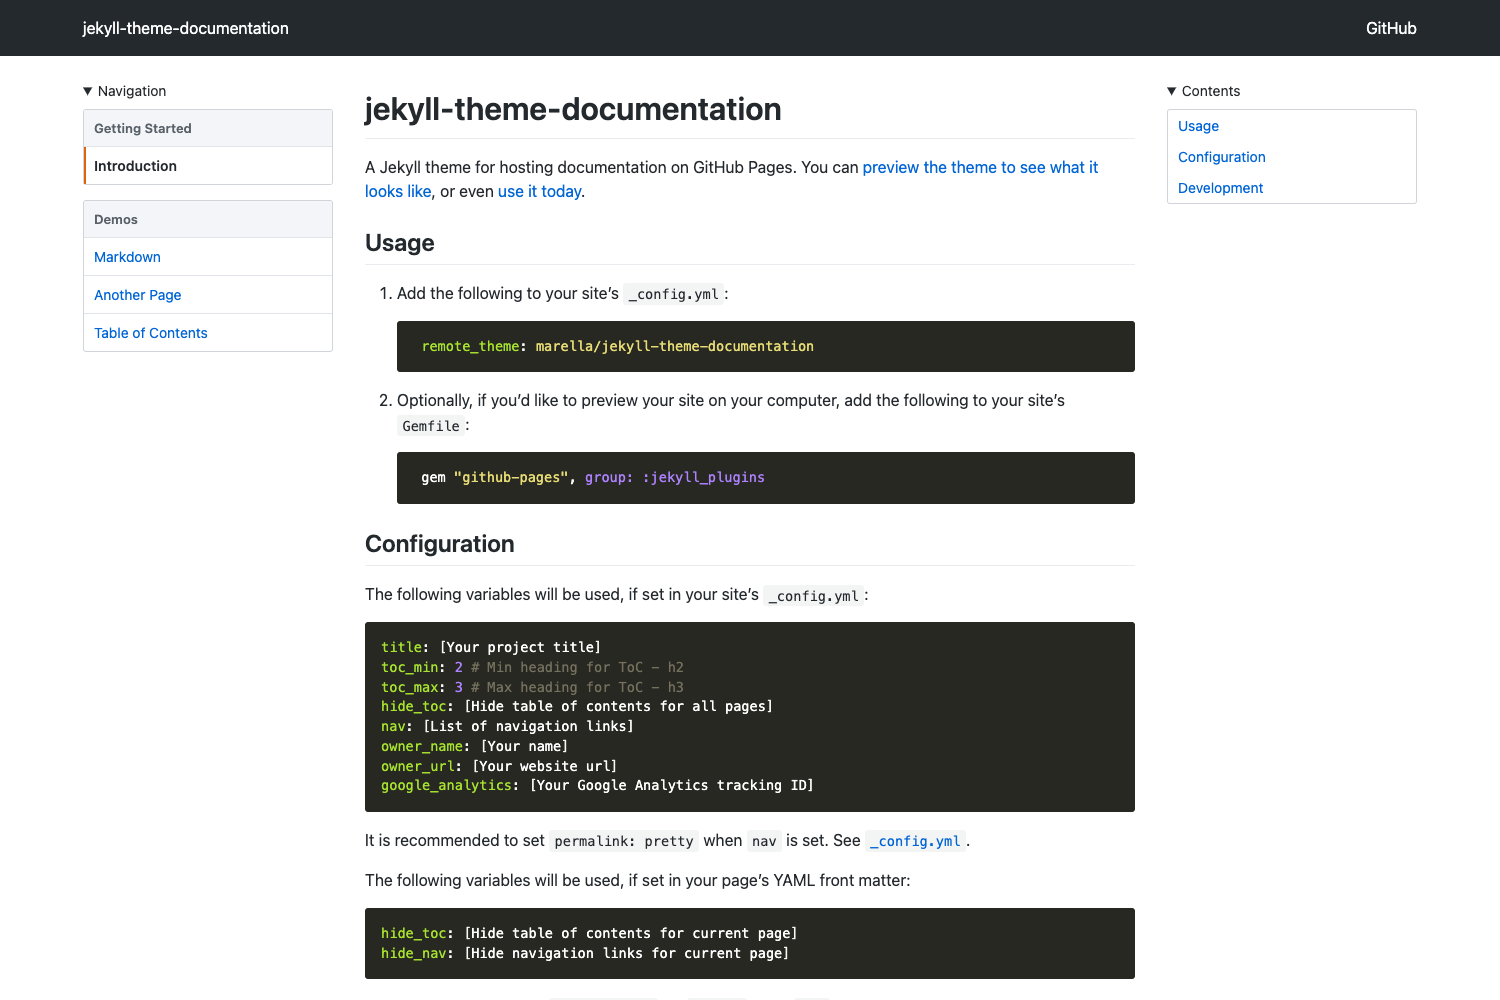 jekyll-theme-documentation
GitHub
▼ Navigation
Getting Started
Introduction
Demos
Markdown
Another Page
Table of Contents
jekyll-theme-documentation
A Jekyll theme for hosting documentation on GitHub Pages. You can preview the theme to see what it
looks like, or even use it today.
Usage
1. Add the following to your site’s _config.yml:
remote_theme: marella/jekyll-theme-documentation
2. Optionally, if you’d like to preview your site on your computer, add the following to your site’s
Gemfile:
gem "github-pages", group: :jekyll_plugins
Configuration
The following variables will be used, if set in your site’s _config.yml:
title: [Your project title]
toc_min: 2 # Min heading for ToC - h2
toc_max: 3 # Max heading for ToC - h3
hide_toc: [Hide table of contents for all pages]
nav: [List of navigation links]
owner_name: [Your name]
owner_url: [Your website url]
google_analytics: [Your Google Analytics tracking ID]
It is recommended to set permalink: pretty when nav is set. See _config.yml.
The following variables will be used, if set in your page’s YAML front matter:
hide_toc: [Hide table of contents for current page]
hide_nav: [Hide navigation links for current page]
▼ Contents
Usage
Configuration
Development